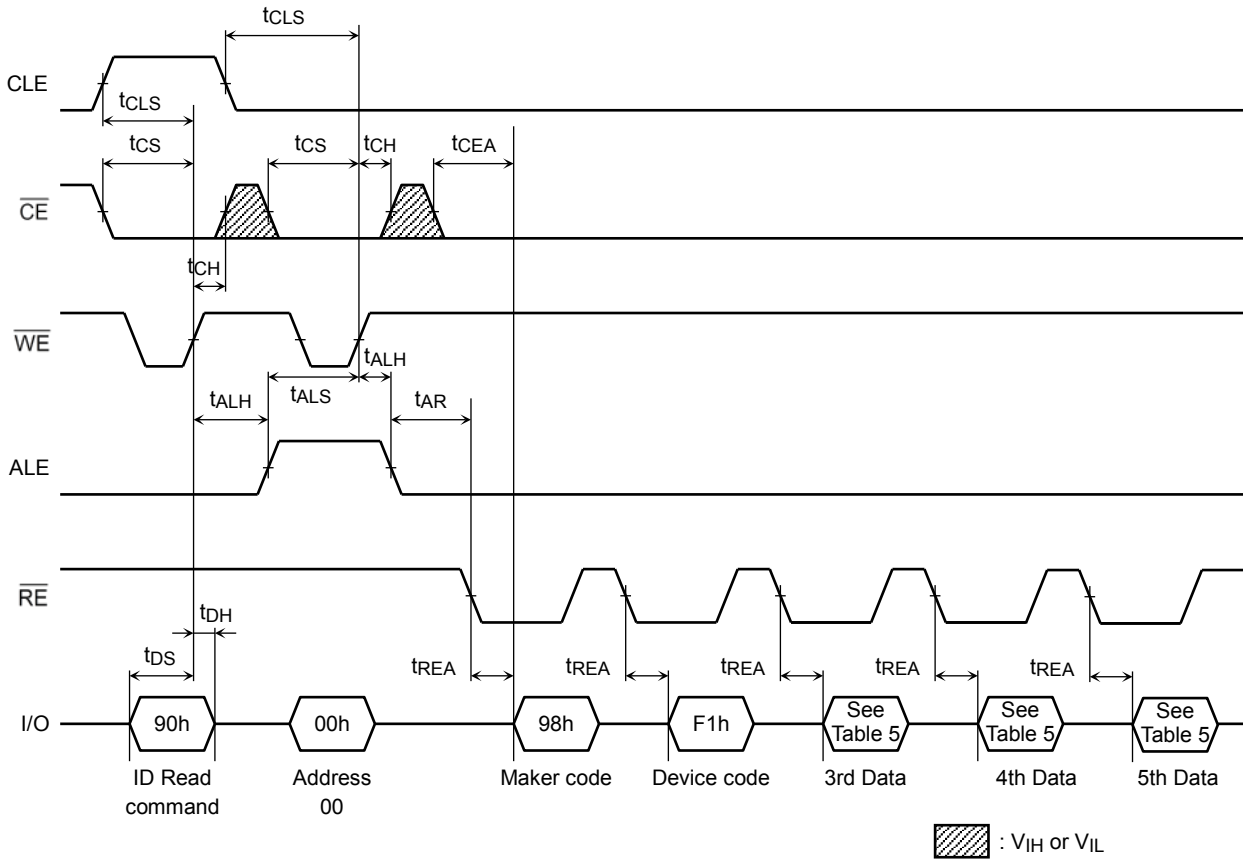 tCLS
CLE
tCLS
tCS
tCS
tCH
tCEA
CE
tCH
WE
tALH
tALS
tALH
tAR
ALE
RE
tDH
tDS
tREA
tREA
tREA
tREA
tREA
I/O
90h
00h
98h
F1h
See
Table 5
See
Table 5
See
Table 5
ID Read
command
Address
00
Maker code
Device code
3rd Data
4th Data
5th Data
: VIH or VIL